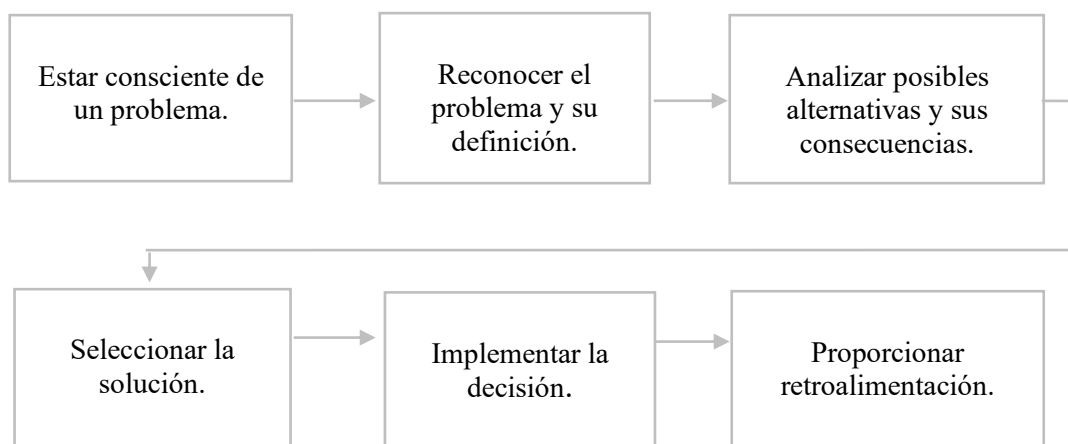 Estar consciente de
un problema.
Reconocer el
problema y su
definición.
Analizar posibles
alternativas y sus
consecuencias.
Seleccionar la
solución.
Implementar la
decisión.
Proporcionar
retroalimentación.